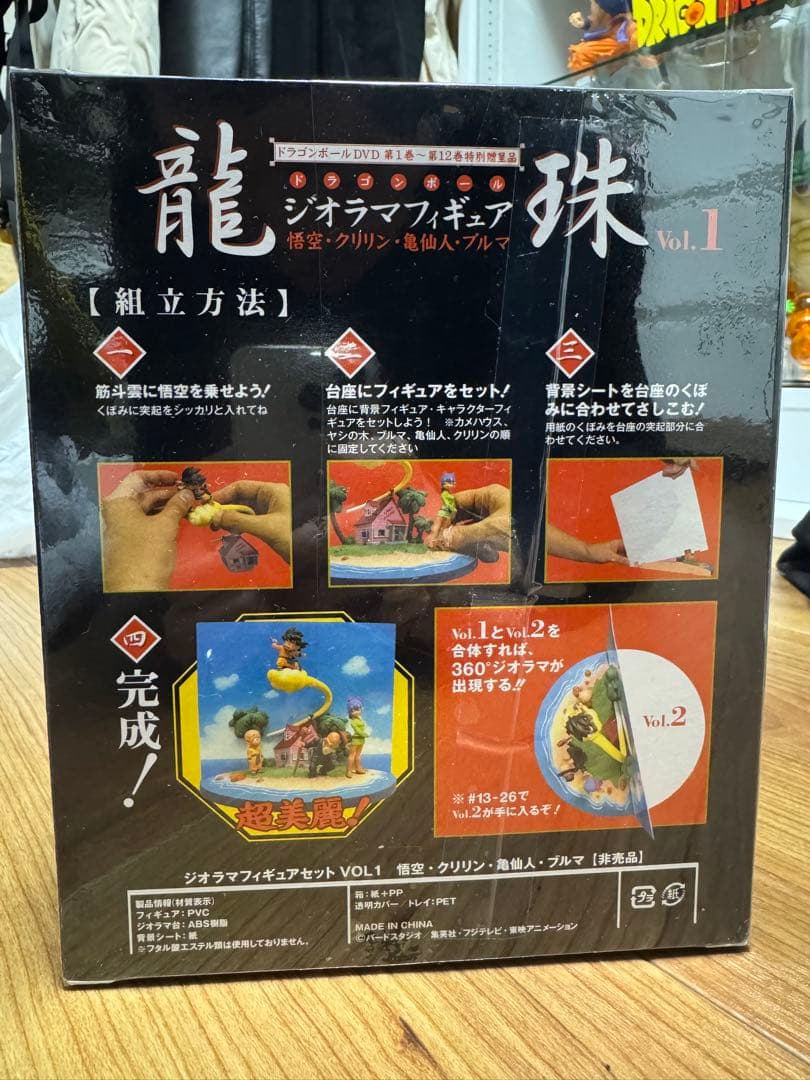 DRAGON
龍珠
ドラゴンボールDVD 第1巻〜第12巻特別贈呈品
ドラゴンボール
ジオラマフィギュア
悟空・クリリン・亀仙人・ブルマ
Vol.1
【組立方法】
一
筋斗雲に悟空を乗せよう!
くぼみに突起をシッカリと入れてね
二
台座にフィギュアをセット!
台座に背景フィギュア・キャラクターフィ
ギュアをセットしよう! ※カメハウス、
ヤシの木、ブルマ、亀仙人、クリリンの順
に固定してください
三
背景シートを台座のくぼ
みに合わせてさしこむ!
用紙のくぼみを台座の突起部分に合
わせてください。
四
完成!
超美麗!
Vol.1とVol.2を
合体すれば、
360°ジオラマが
出現する!!
Vol.2
※ #13-26で
Vol.2が手に入るぞ!
ジオラマフィギュアセット VOL1 悟空・クリリン・亀仙人・ブルマ【非売品】
製品情報(材質表示)
フィギュア:PVC
ジオラマ台:ABS樹脂
背景シート:紙
※フタル酸エステル類は使用しておりません。
箱:紙+PP
透明カバー トレイ:PET
MADE IN CHINA
©バードスタジオ 集英社・フジテレビ・東映アニメーション
プラ
紙